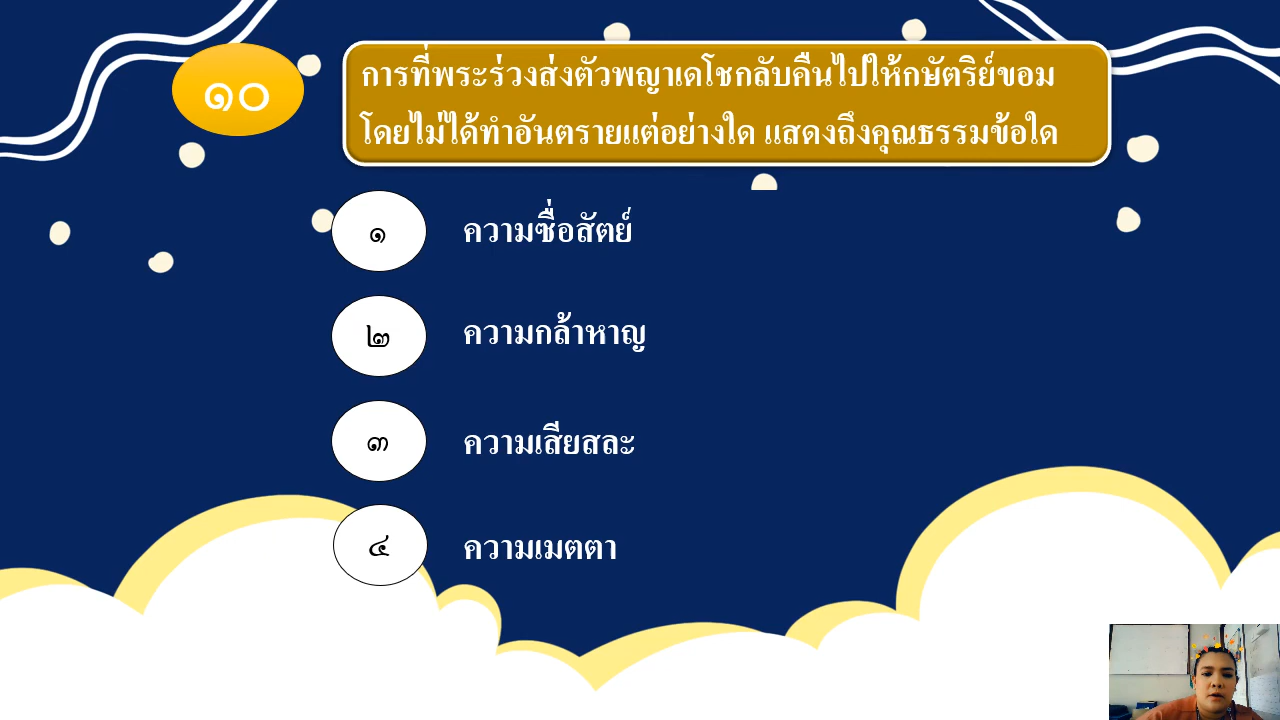 ๑๐
การที่พระร่วงส่งตัวพญาเดโชกลับคืนไปให้กษัตริย์ขอม
โดยไม่ได้ทำอันตรายแต่อย่างใด แสดงถึงคุณธรรมข้อใด
๑ ความซื่อสัตย์
๒ ความกล้าหาญ
๓ ความเสียสละ
๔ ความเมตตา